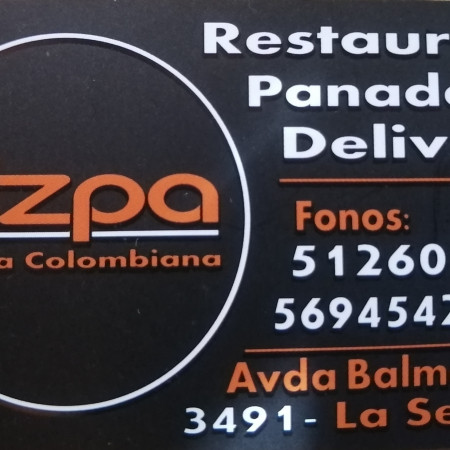 Restaur
Panad
Deliv
zpa
a Colombiana
Fonos:
51260
5694547
Avda Balm
3491- La Se